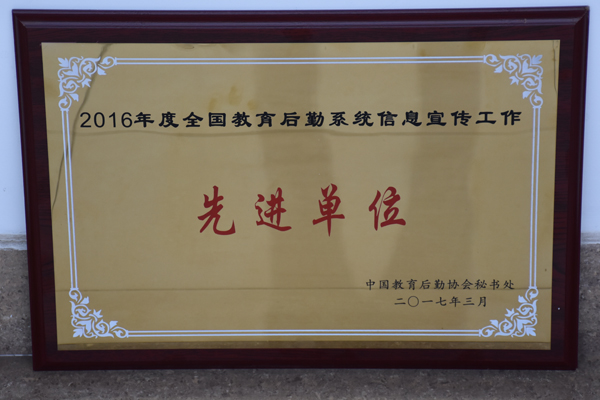 2016年度全国教育后勤系统信息宣传工作
先进单位
中国教育后勤协会秘书处
二〇一七年三月